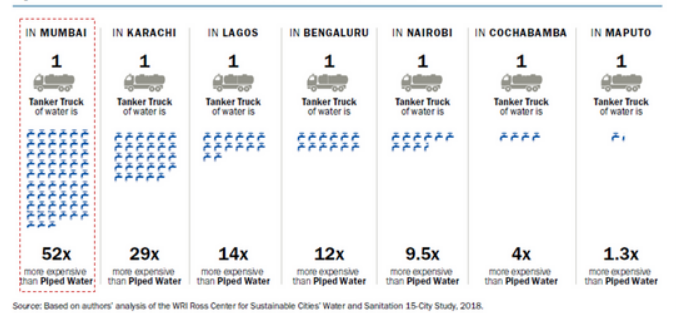 IN MUMBAI
1
Tanker Truck
of water is
52x
more expensive
than Piped Water
IN KARACHI
1
Tanker Truck
of water is
29x
more expensive
than Piped Water
IN LAGOS
1
Tanker Truck
of water is
14x
more expensive
than Piped Water
IN BENGALURU
1
Tanker Truck
of water is
12x
more expensive
than Piped Water
IN NAIROBI
1
Tanker Truck
of water is
9.5x
more expensive
than Piped Water
IN COCHABAMBA
1
Tanker Truck
of water is
4x
more expensive
than Piped Water
IN MAPUTO
1
Tanker Truck
of water is
1.3x
more expensive
than Piped Water
Source: Based on authors' analysis of the WRI Ross Center for Sustainable Cities' Water and Sanitation 15-City Study, 2018.